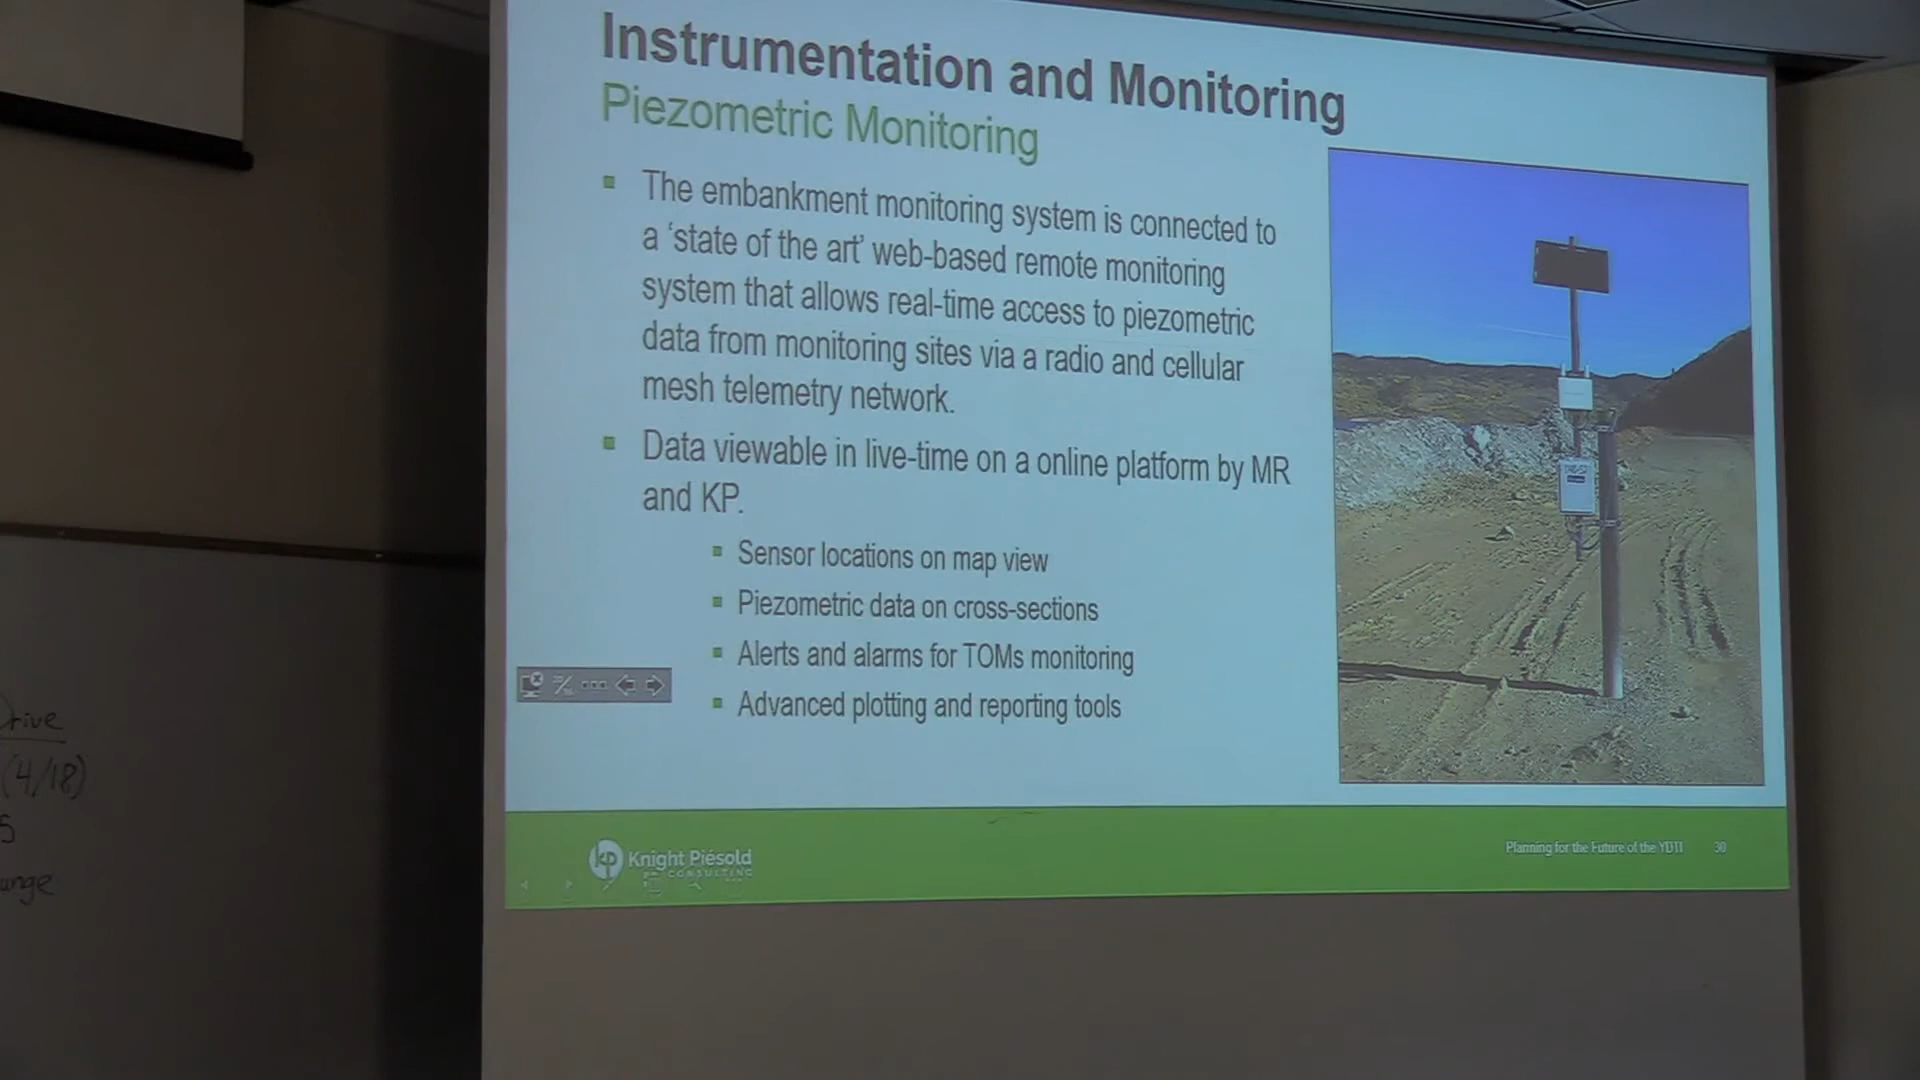 Instrumentation and Monitoring
Piezometric Monitoring
The embankment monitoring system is connected to
a ‘state of the art’ web-based remote monitoring
system that allows real-time access to piezometric
data from monitoring sites via a radio and cellular
mesh telemetry network.
Data viewable in live-time on a online platform by MR
and KP.
Sensor locations on map view
Piezometric data on cross-sections
Alerts and alarms for TOMs monitoring
Advanced plotting and reporting tools
kp Knight Piésold
CONSULTING
Planning for the Future of the YDTI 30
Drive
(4/18)